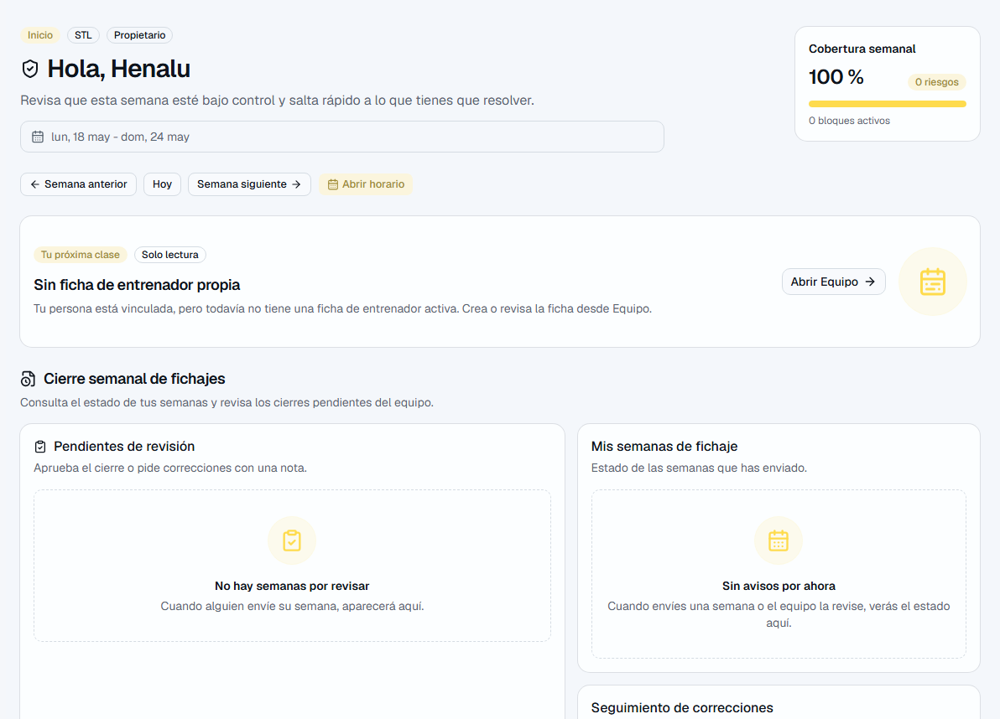 Inicio STL Propietario
Hola, Henalu
Revisa que esta semana esté bajo control y salta rápido a lo que tienes que resolver.
lun, 18 may - dom, 24 may
Cobertura semanal
100 % 0 riesgos
0 bloques activos
← Semana anterior Hoy Semana siguiente → Abrir horario
Tu próxima clase Solo lectura
Sin ficha de entrenador propia
Tu persona está vinculada, pero todavía no tiene una ficha de entrenador activa. Crea o revisa la ficha desde Equipo.
Abrir Equipo →
Cierre semanal de fichajes
Consulta el estado de tus semanas y revisa los cierres pendientes del equipo.
Pendientes de revisión
Aprueba el cierre o pide correcciones con una nota.
No hay semanas por revisar
Cuando alguien envíe su semana, aparecerá aquí.
Mis semanas de fichaje
Estado de las semanas que has enviado.
Sin avisos por ahora
Cuando envíes una semana o el equipo la revise, verás el estado
aquí.
Seguimiento de correcciones